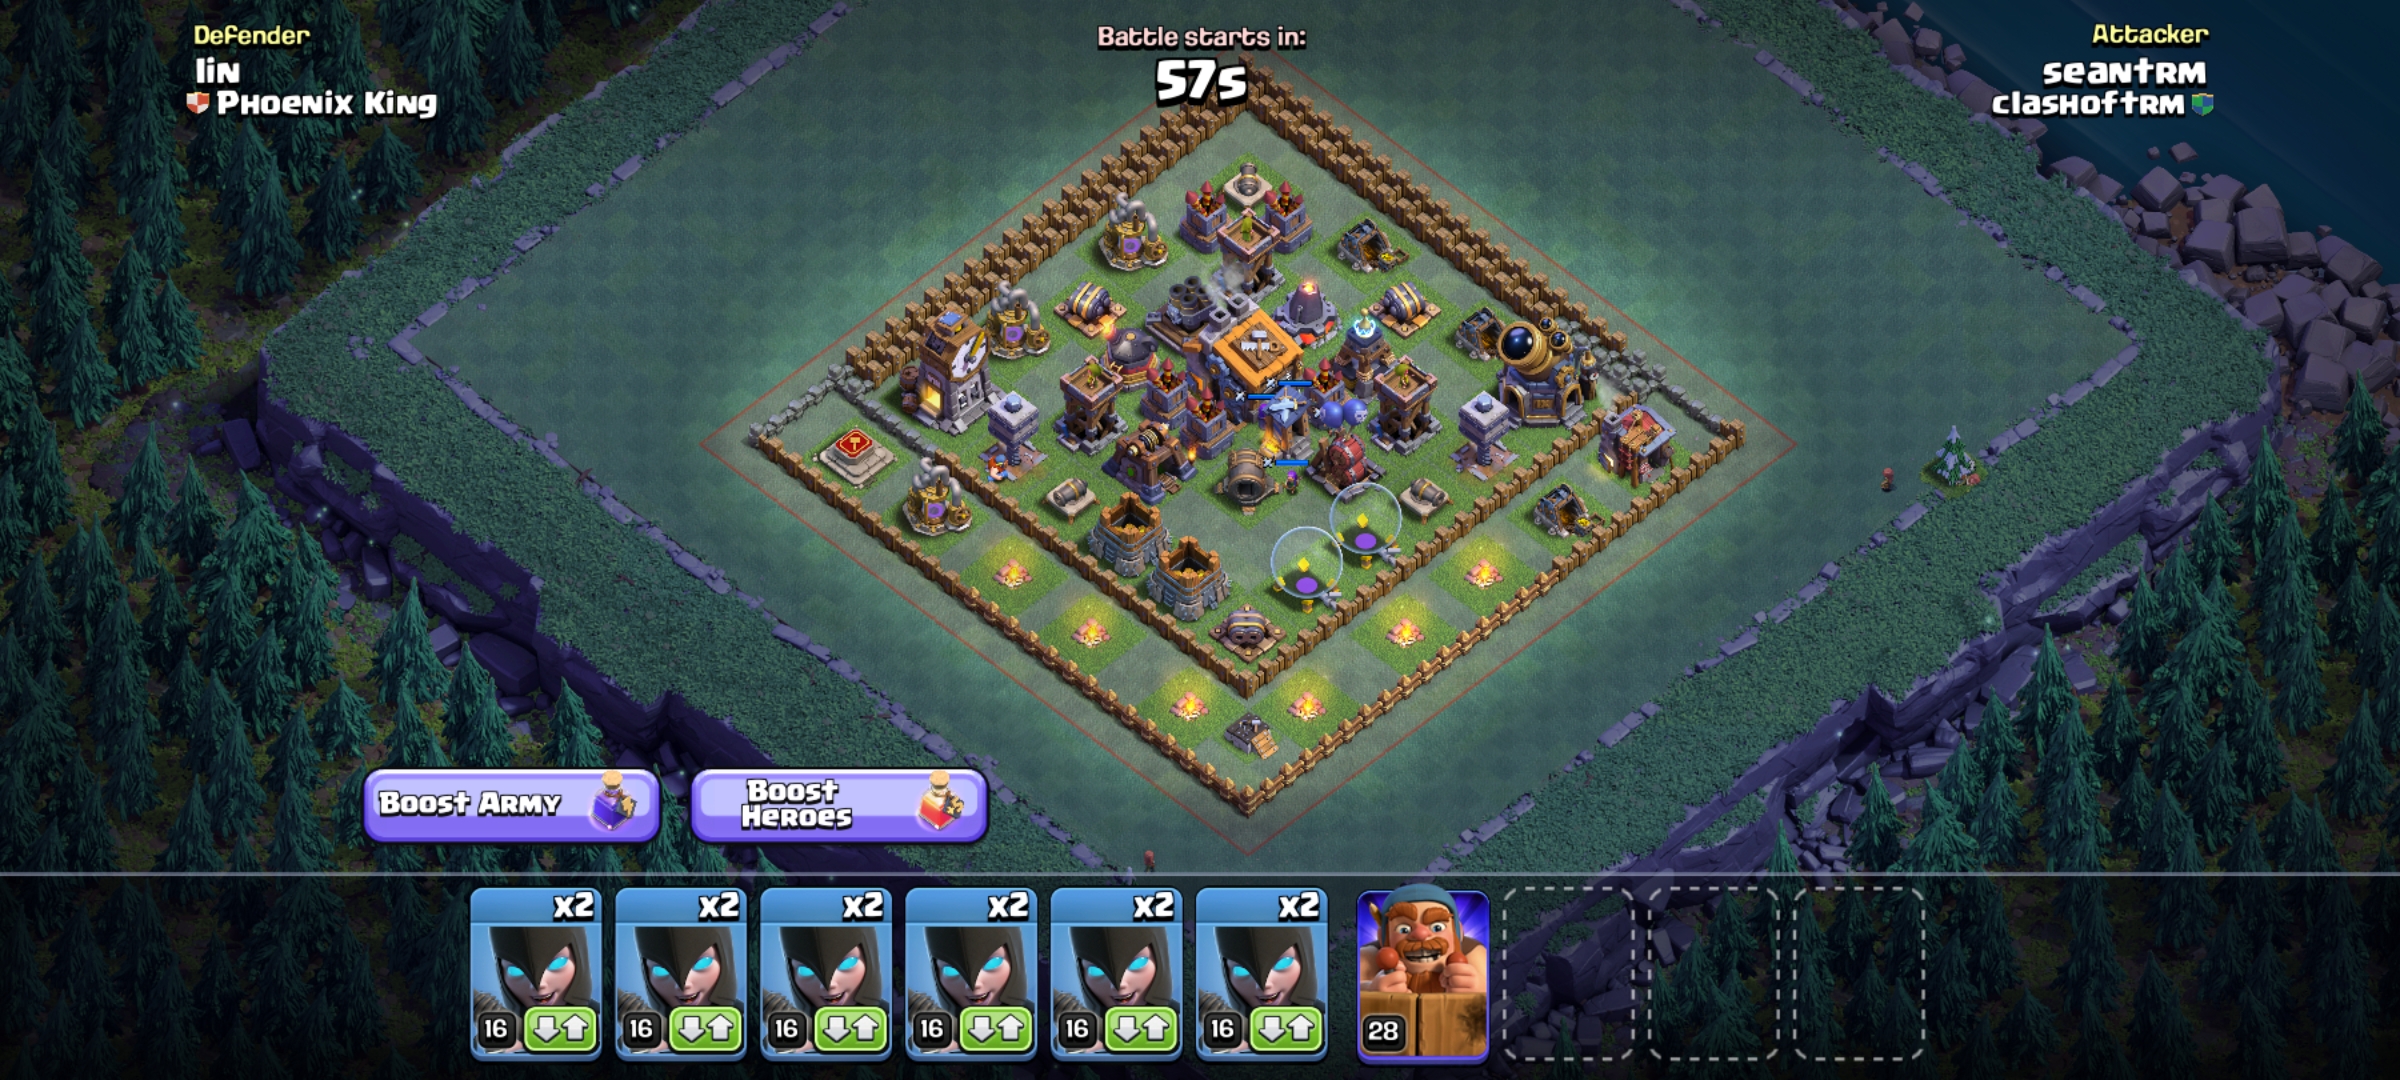 Defender
liN
Phoenix King
Battle starts in:
57s
Attacker
seantRM
clashoftRM
Boost Army
Boost
Heroes
x2
x2
x2
x2
x2
x2
16
16
16
16
16
16
28